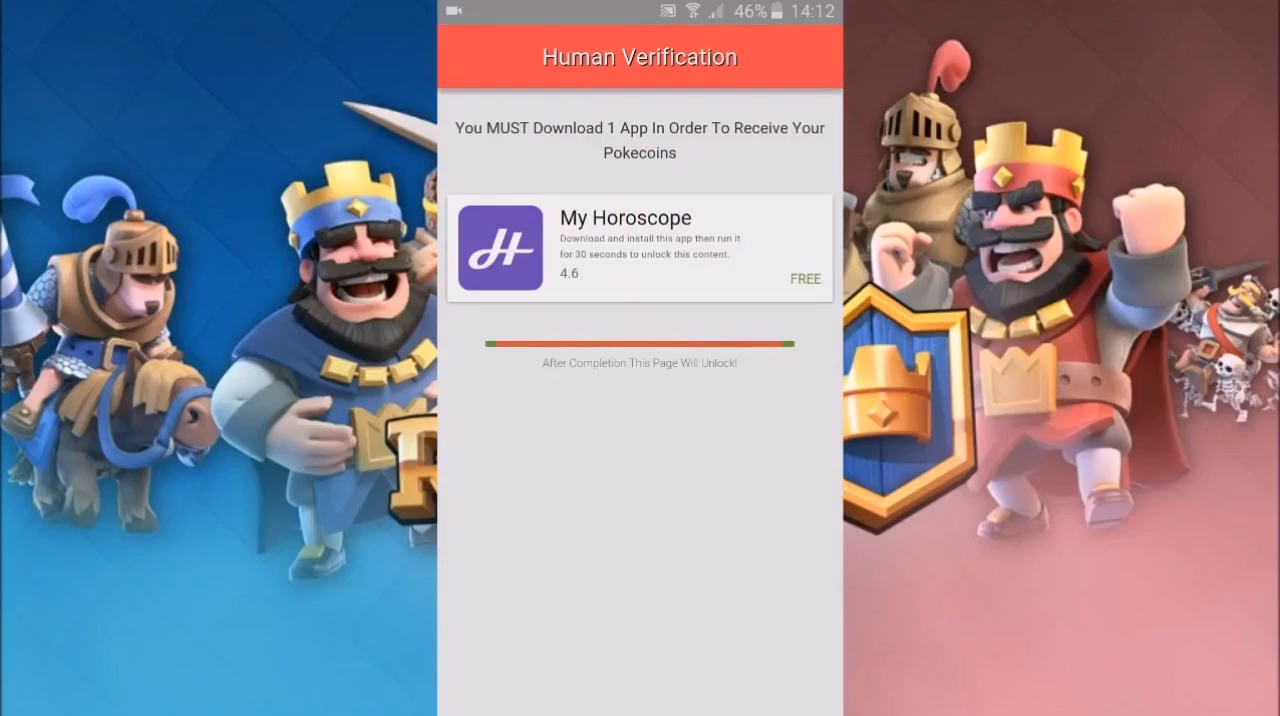 46% 14:12
Human Verification
You MUST Download 1 App In Order To Receive Your
Pokecoins
My Horoscope
Download and install this app then run it
for 30 seconds to unlock this content.
4.6
FREE
After Completion This Page Will Unlock!